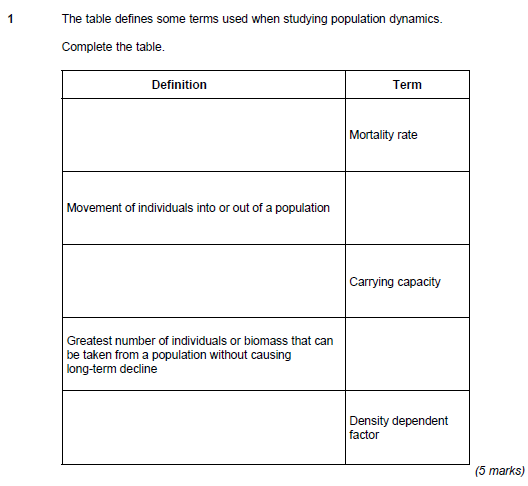 1 The table defines some terms used when studying population dynamics.
Complete the table.
Definition Term
Mortality rate
Movement of individuals into or out of a population
Carrying capacity
Greatest number of individuals or biomass that can
be taken from a population without causing
long-term decline
Density dependent
factor
(5 marks)